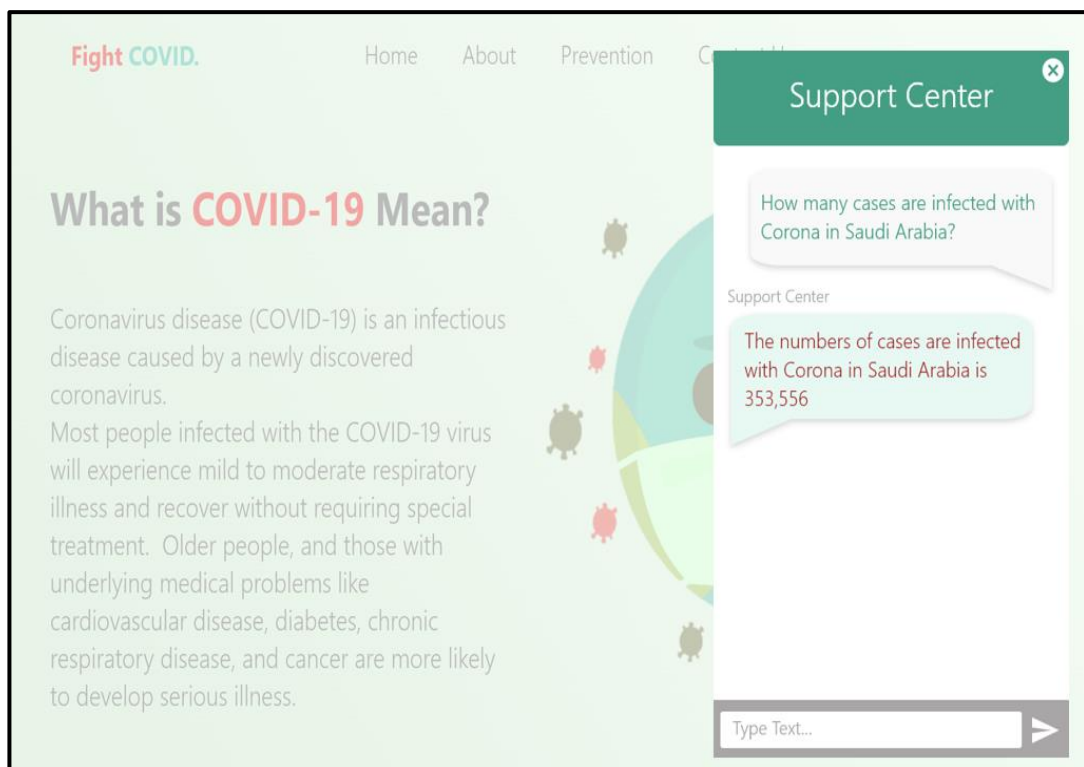 Fight COVID.
Home About Prevention
Support Center
What is COVID-19 Mean?
Coronavirus disease (COVID-19) is an infectious
disease caused by a newly discovered
coronavirus.
Most people infected with the COVID-19 virus
will experience mild to moderate respiratory
illness and recover without requiring special
treatment. Older people, and those with
underlying medical problems like
cardiovascular disease, diabetes, chronic
respiratory disease, and cancer are more likely
to develop serious illness.
How many cases are infected with
Corona in Saudi Arabia?
Support Center
The numbers of cases are infected
with Corona in Saudi Arabia is
353,556
Type Text...